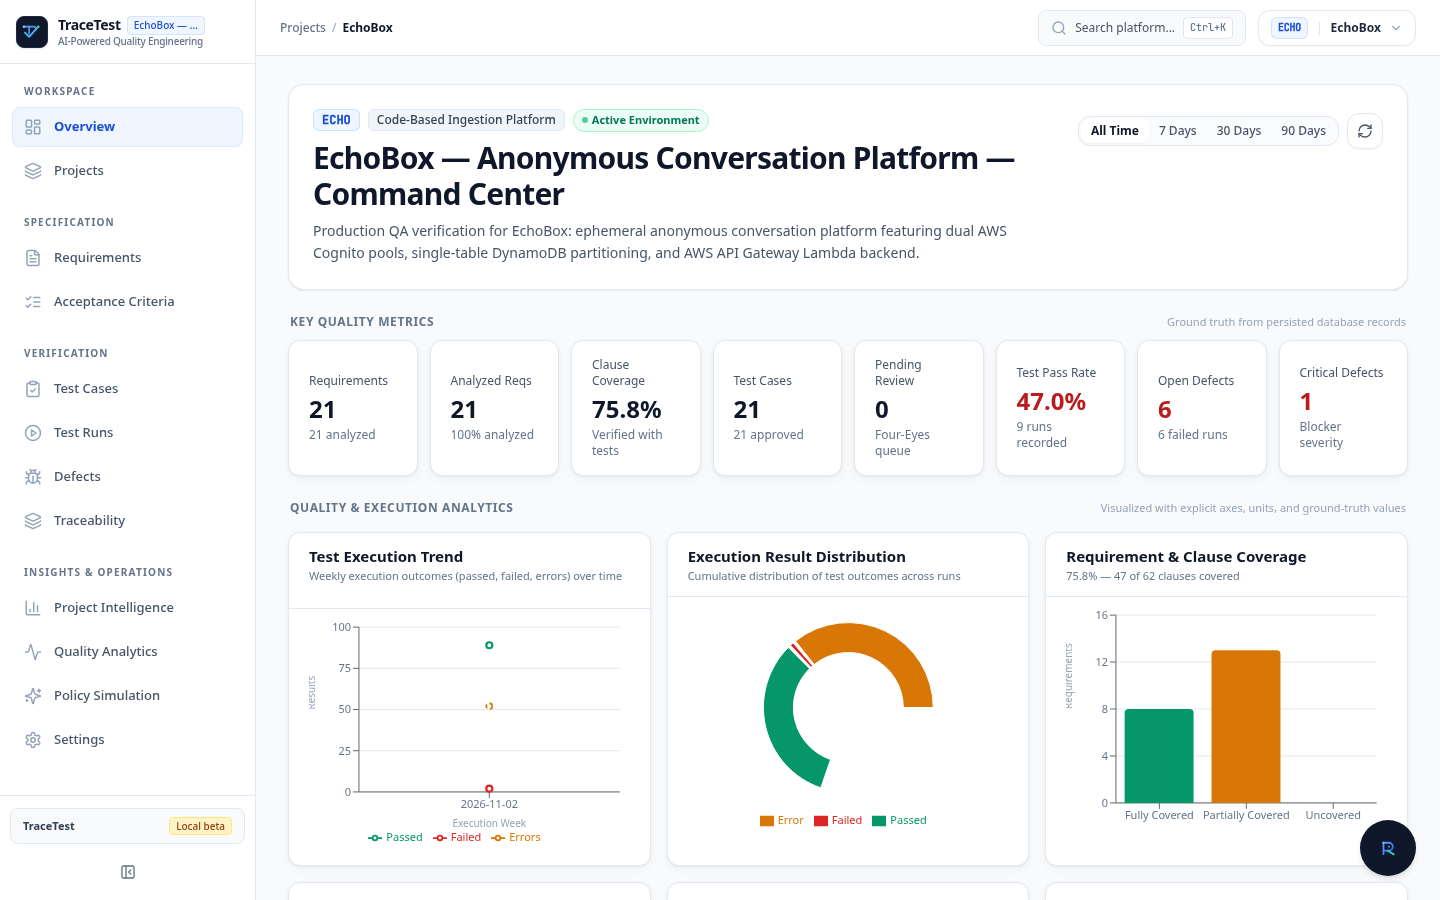 TraceTest
EchoBox — ...
AI-Powered Quality Engineering
WORKSPACE
Overview
Projects
SPECIFICATION
Requirements
Acceptance Criteria
VERIFICATION
Test Cases
Test Runs
Defects
Traceability
INSIGHTS & OPERATIONS
Project Intelligence
Quality Analytics
Policy Simulation
Settings
TraceTest
Local beta
Projects / EchoBox
Search platform... Ctrl+K
ECHO EchoBox
ECHO Code-Based Ingestion Platform Active Environment
All Time 7 Days 30 Days 90 Days
EchoBox — Anonymous Conversation Platform —
Command Center
Production QA verification for EchoBox: ephemeral anonymous conversation platform featuring dual AWS
Cognito pools, single-table DynamoDB partitioning, and AWS API Gateway Lambda backend.
KEY QUALITY METRICS
Ground truth from persisted database records
Requirements
21
21 analyzed
Analyzed Reqs
21
100% analyzed
Clause
Coverage
75.8%
Verified with
tests
Test Cases
21
21 approved
Pending
Review
0
Four-Eyes
queue
Test Pass Rate
47.0%
9 runs
recorded
Open Defects
6
6 failed runs
Critical Defects
1
Blocker
severity
QUALITY & EXECUTION ANALYTICS
Visualized with explicit axes, units, and ground-truth values
Test Execution Trend
Weekly execution outcomes (passed, failed, errors) over time
100
75
50
25
0
Results
2026-11-02
Execution Week
Passed Failed Errors
Execution Result Distribution
Cumulative distribution of test outcomes across runs
Error Failed Passed
Requirement & Clause Coverage
75.8% — 47 of 62 clauses covered
16
12
8
4
0
Requirements
Fully Covered Partially Covered Uncovered